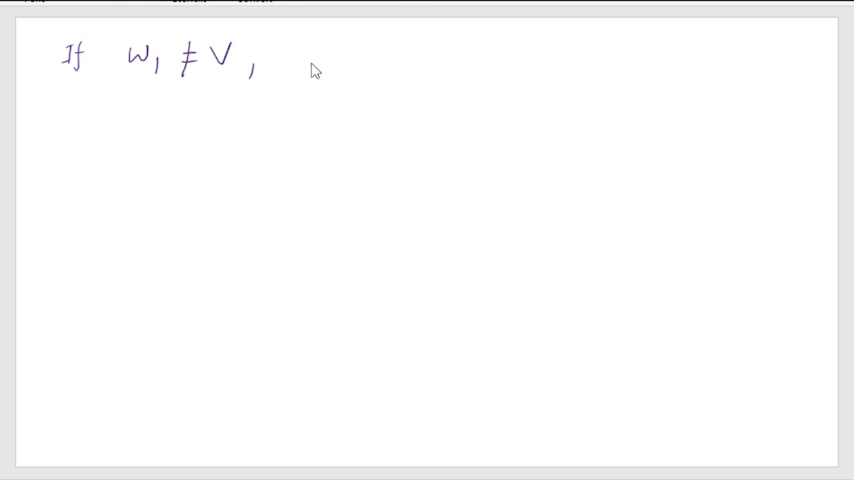 If W₁ ≠ V ,